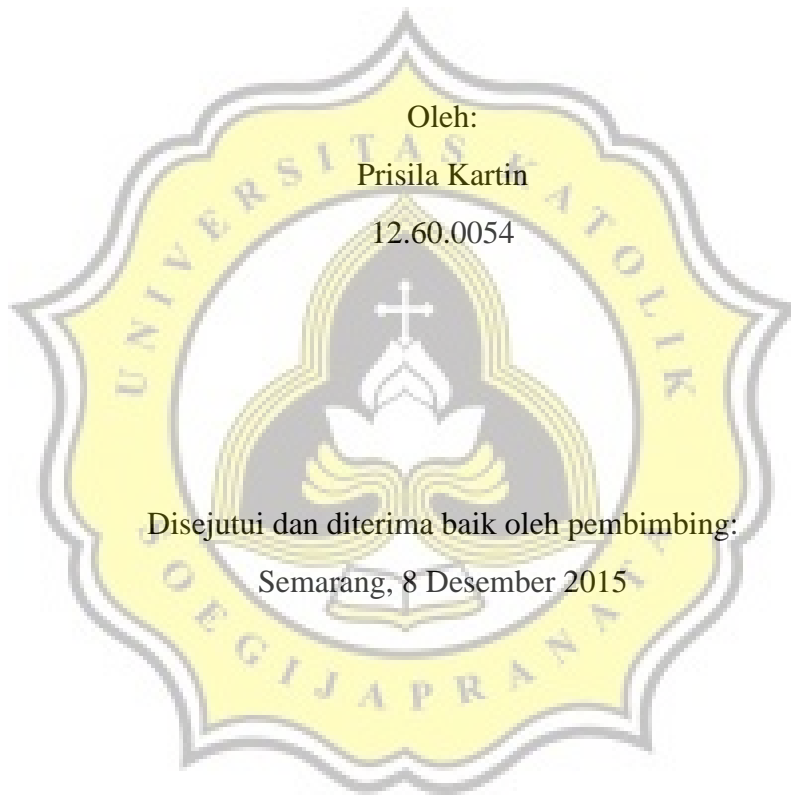 Oleh:
Prisila Kartin
12.60.0054
Disejutui dan diterima baik oleh pembimbing:
Semarang, 8 Desember 2015
UNIVERSITAS KATOLIK
SOEGIJAPRANATA